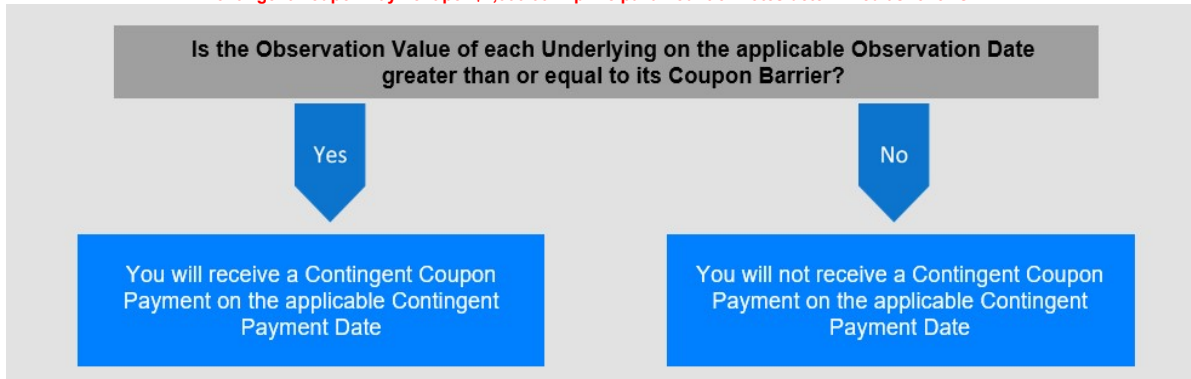 Is the Observation Value of each Underlying on the applicable Observation Date
greater than or equal to its Coupon Barrier?
Yes
No
You will receive a Contingent Coupon
Payment on the applicable Contingent
Payment Date
You will not receive a Contingent Coupon
Payment on the applicable Contingent
Payment Date